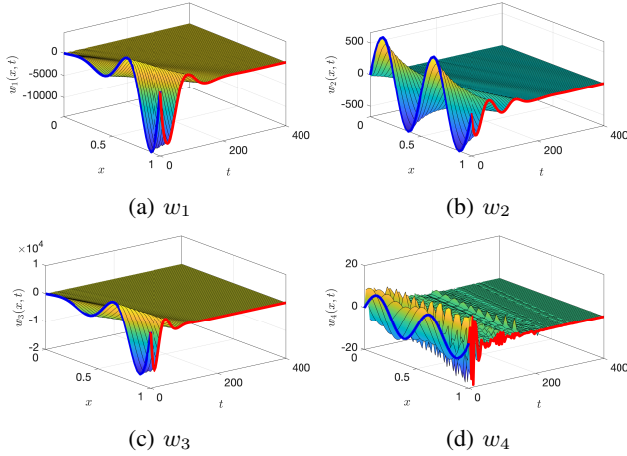 0
-5000
-10000
w₁(x, t)
0
0.5
1
x
0
200
400
t
(a) w₁
500
0
-500
w₂(x, t)
0
0.5
1
x
0
200
400
t
(b) w₂
×10⁴
1
0
-1
-2
w₃(x, t)
0
0.5
1
x
0
200
400
t
(c) w₃
20
0
-20
w₄(x, t)
0
0.5
1
x
0
200
400
t
(d) w₄